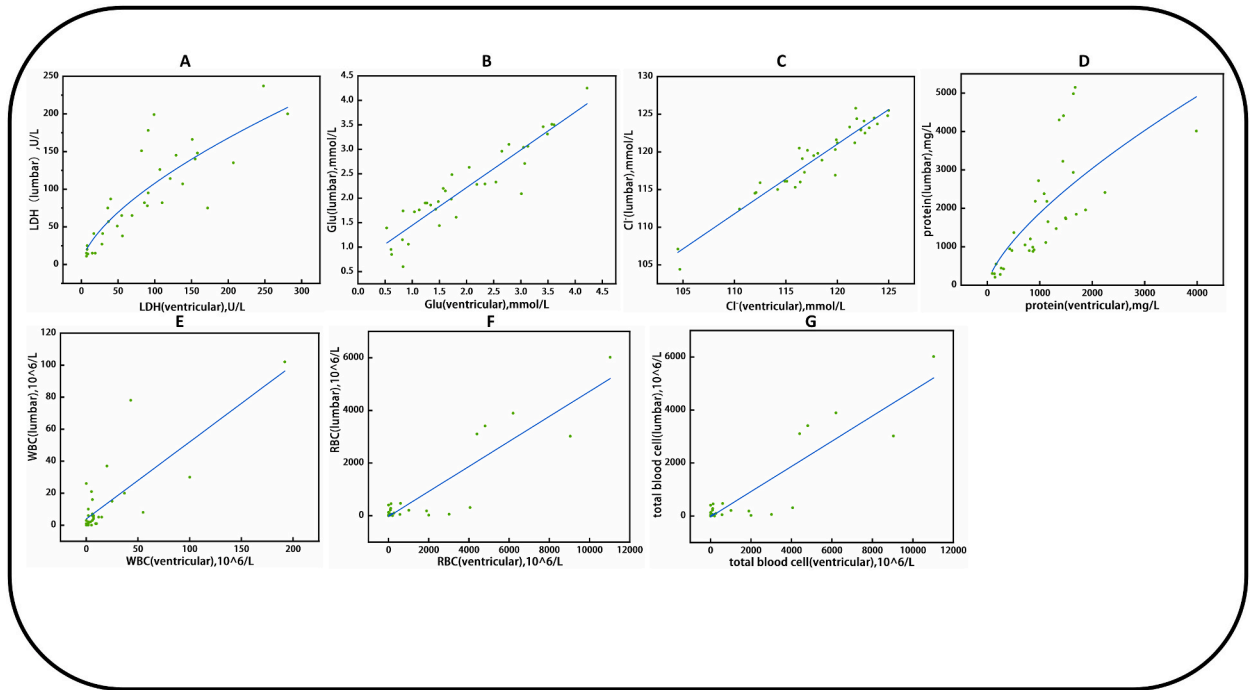 A
LDH (lumbar) ,U/L
250
200
150
100
50
0
0 50 100 150 200 250 300
LDH(ventricular),U/L
B
Glu(lumbar),mmol/L
4.5
4.0
3.5
3.0
2.5
2.0
1.5
1.0
0.5
0.0 0.5 1.0 1.5 2.0 2.5 3.0 3.5 4.0 4.5
Glu(ventricular),mmol/L
C
Cl⁻(lumbar),mmol/L
130
125
120
115
110
105
105 110 115 120 125
Cl⁻(ventricular),mmol/L
D
protein(lumbar),mg/L
5000
4000
3000
2000
1000
0
0 1000 2000 3000 4000
protein(ventricular),mg/L
E
WBC(lumbar),10^6/L
120
100
80
60
40
20
0
0 50 100 150 200
WBC(ventricular),10^6/L
F
RBC(lumbar),10^6/L
6000
4000
2000
0
0 2000 4000 6000 8000 10000 12000
RBC(ventricular),10^6/L
G
total blood cell(lumbar),10^6/L
6000
4000
2000
0
0 2000 4000 6000 8000 10000 12000
total blood cell(ventricular),10^6/L